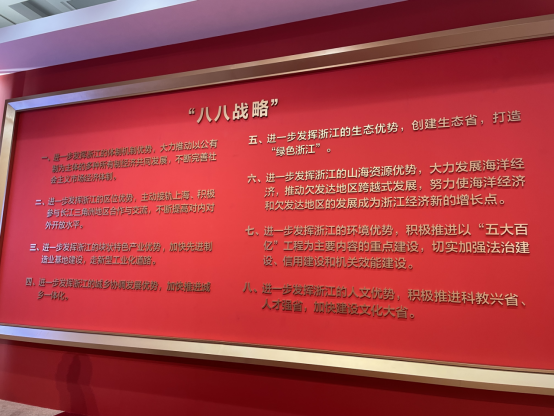 “八八战略”
一、进一步发挥浙江的体制机制优势，大力推动以公有
制为主体的多种所有制经济共同发展，不断完善社
会主义市场经济体制。
二、进一步发挥浙江的区位优势，主动接轨上海、积极
参与长江三角洲地区合作与交流，不断提高对内对
外开放水平。
三、进一步发挥浙江的块状特色产业优势，加快先进制
造业基地建设，走新型工业化道路。
四、进一步发挥浙江的城乡协调发展优势，加快推进城
乡一体化。
五、进一步发挥浙江的生态优势，创建生态省，打造
“绿色浙江”。
六、进一步发挥浙江的山海资源优势，大力发展海洋经
济，推动欠发达地区跨越式发展，努力使海洋经济
和欠发达地区的发展成为浙江经济新的增长点。
七、进一步发挥浙江的环境优势，积极推进以“五大百
亿”工程为主要内容的重点建设，切实加强法治建
设、信用建设和机关效能建设。
八、进一步发挥浙江的人文优势，积极推进科教兴省、
人才强省，加快建设文化大省。